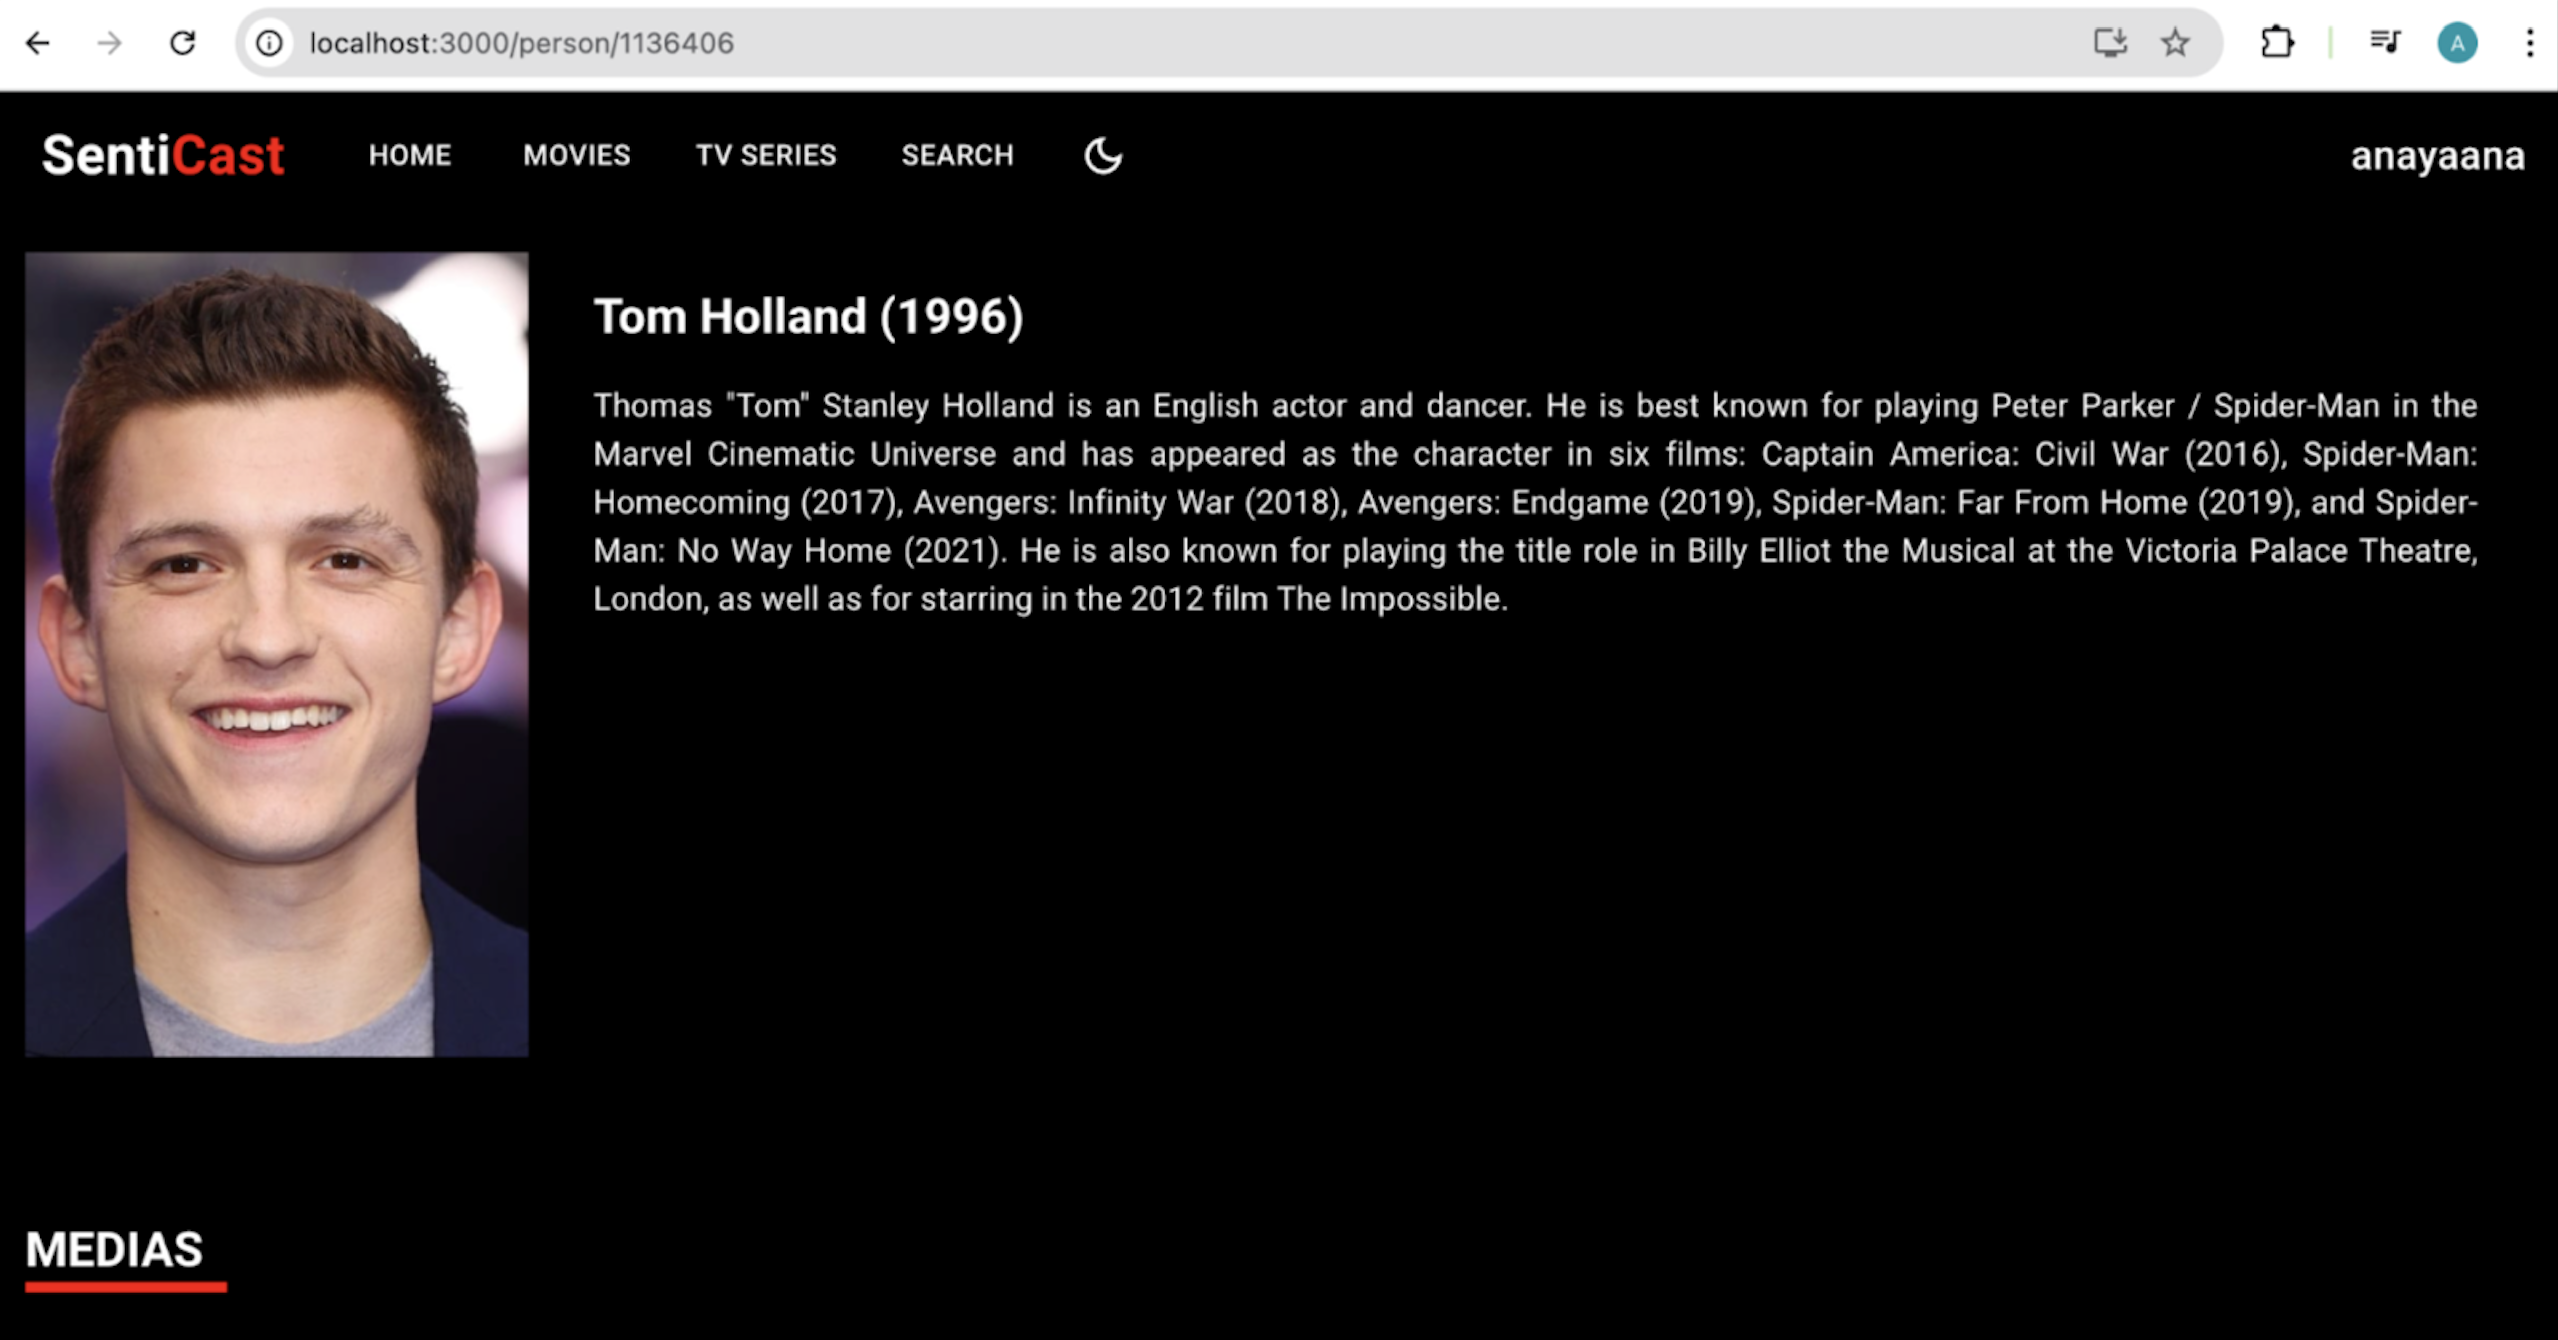 localhost:3000/person/1136406
A
SentiCast
HOME
MOVIES
TV SERIES
SEARCH
anayaana
Tom Holland (1996)
Thomas "Tom" Stanley Holland is an English actor and dancer. He is best known for playing Peter Parker / Spider-Man in the
Marvel Cinematic Universe and has appeared as the character in six films: Captain America: Civil War (2016), Spider-Man:
Homecoming (2017), Avengers: Infinity War (2018), Avengers: Endgame (2019), Spider-Man: Far From Home (2019), and Spider-
Man: No Way Home (2021). He is also known for playing the title role in Billy Elliot the Musical at the Victoria Palace Theatre,
London, as well as for starring in the 2012 film The Impossible.
MEDIAS